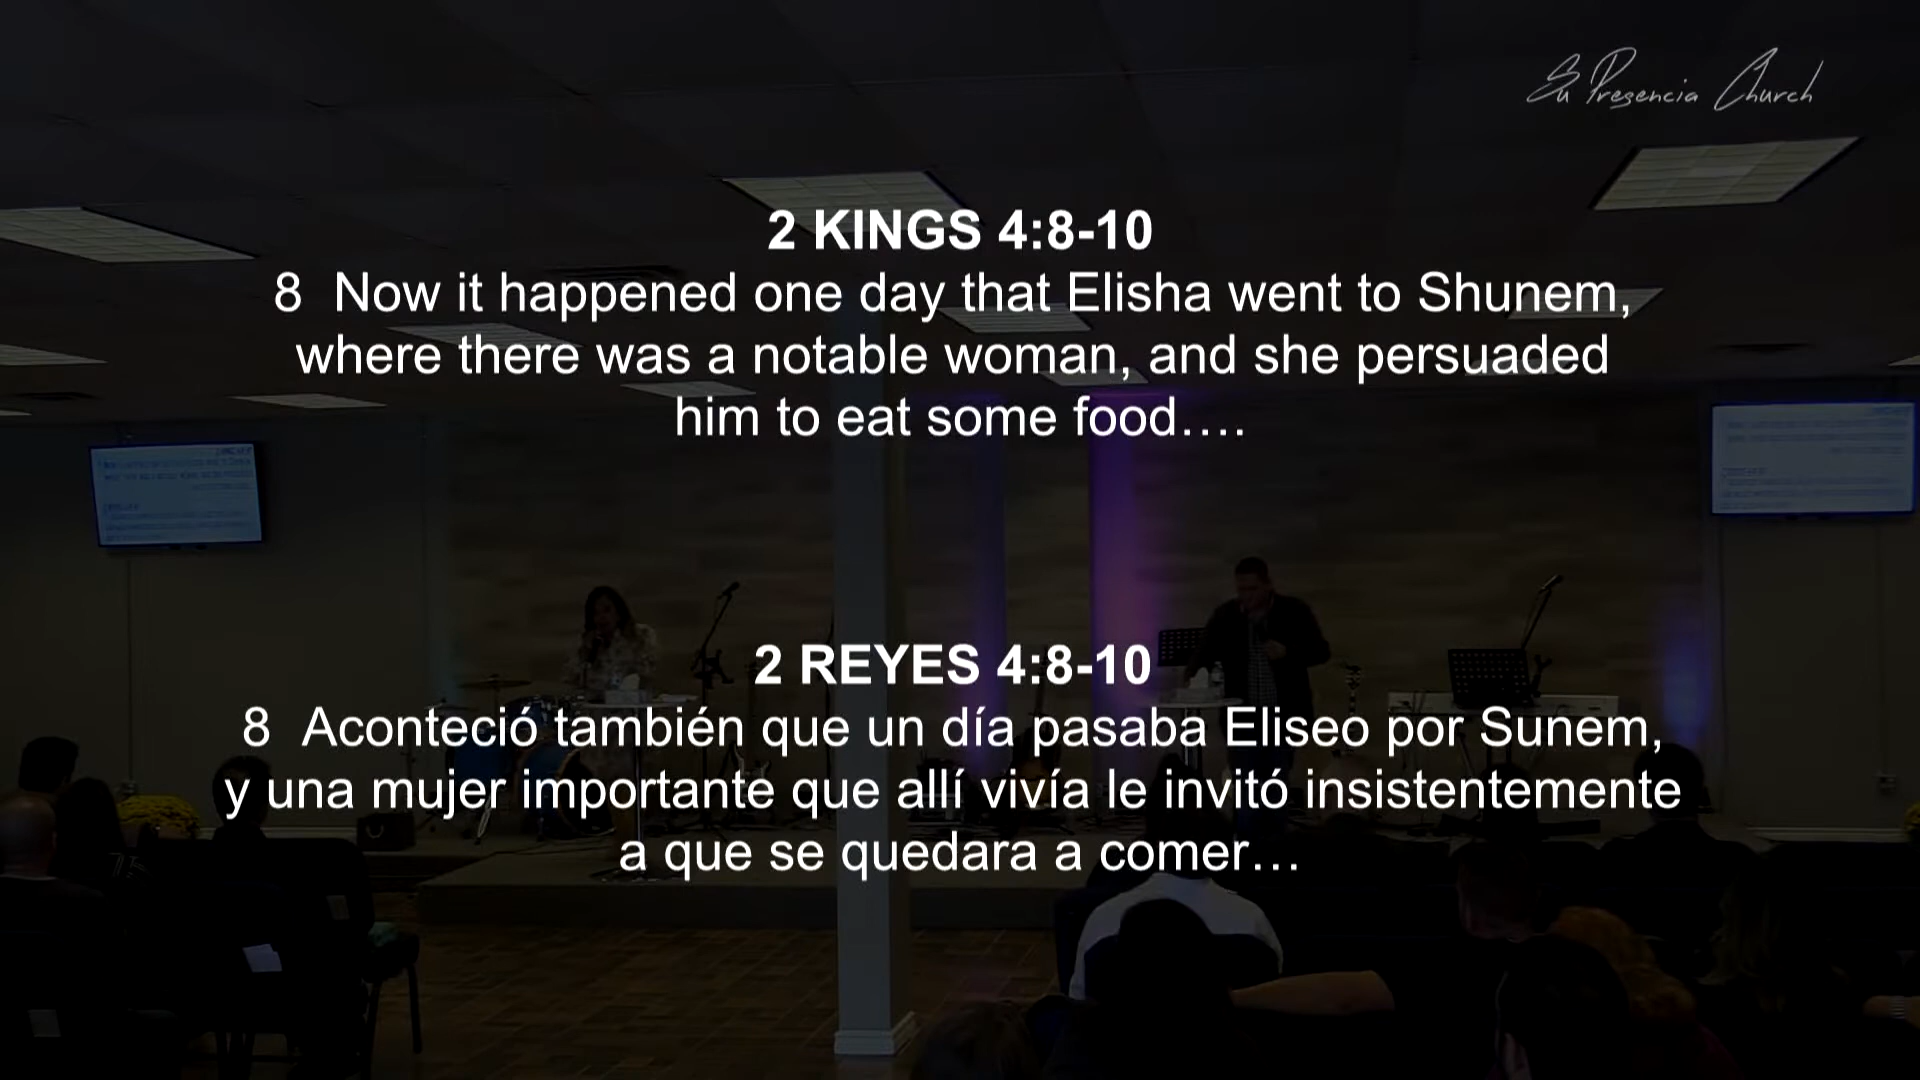 Su Presencia Church
2 KINGS 4:8-10
8 Now it happened one day that Elisha went to Shunem,
where there was a notable woman, and she persuaded
him to eat some food….
2 REYES 4:8-10
8 Aconteció también que un día pasaba Eliseo por Sunem,
y una mujer importante que allí vivía le invitó insistentemente
a que se quedara a comer…